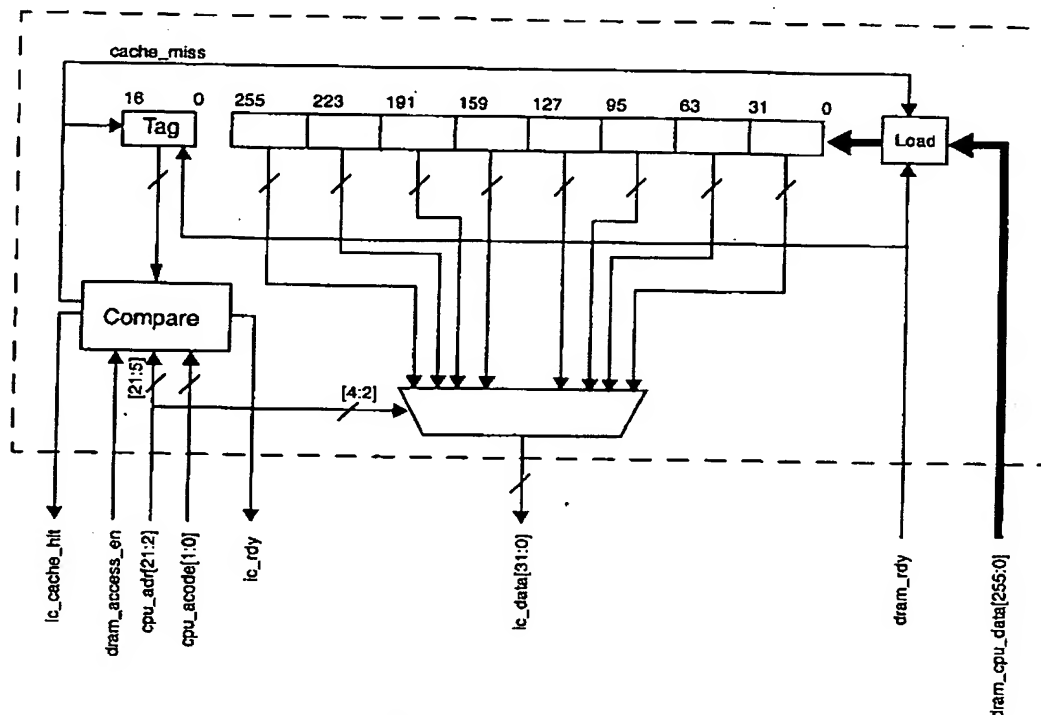 cache_miss
16 0 255 223 191 159 127 95 63 31 0
Tag
Load
Compare
[21:5]
[4:2]
ic_cache_hit
dram_access_en
cpu_adr[21:2]
cpu_acode[1:0]
ic_rdy
ic_data[31:0]
dram_rdy
dram_cpu_data[255:0]